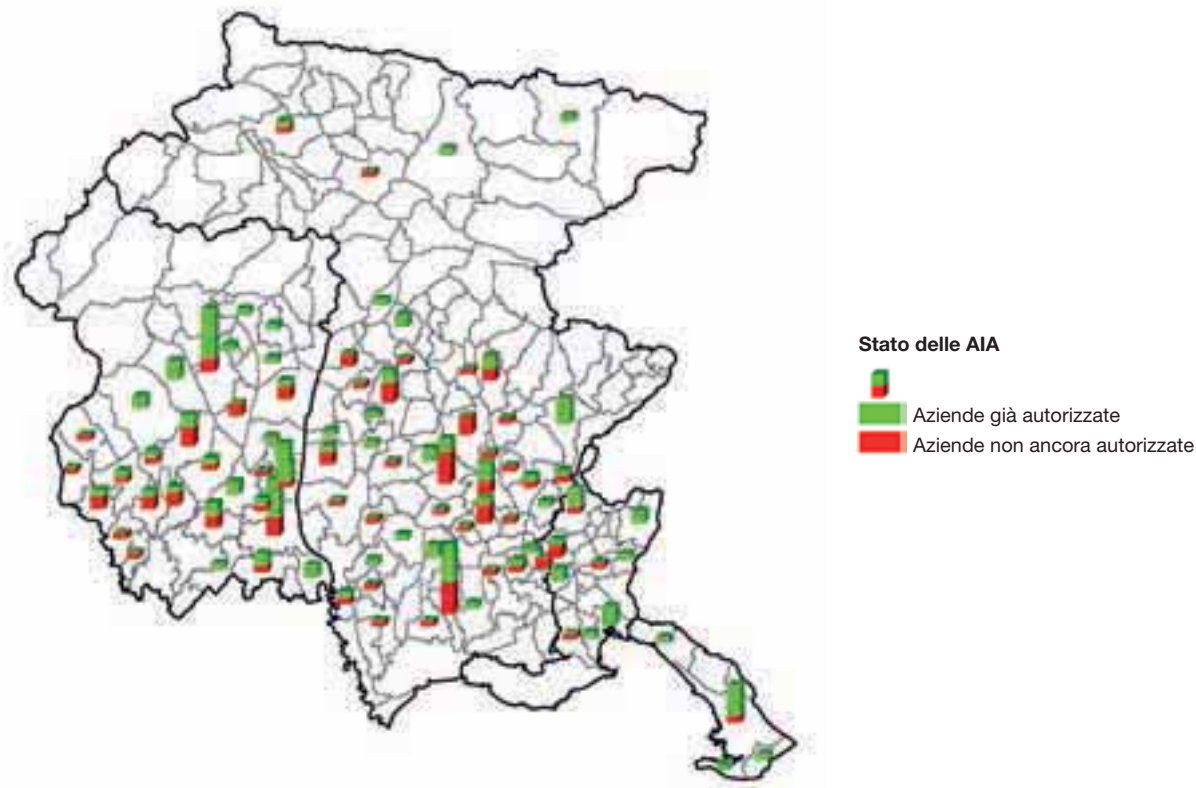 Stato delle AIA
Aziende già autorizzate
Aziende non ancora autorizzate